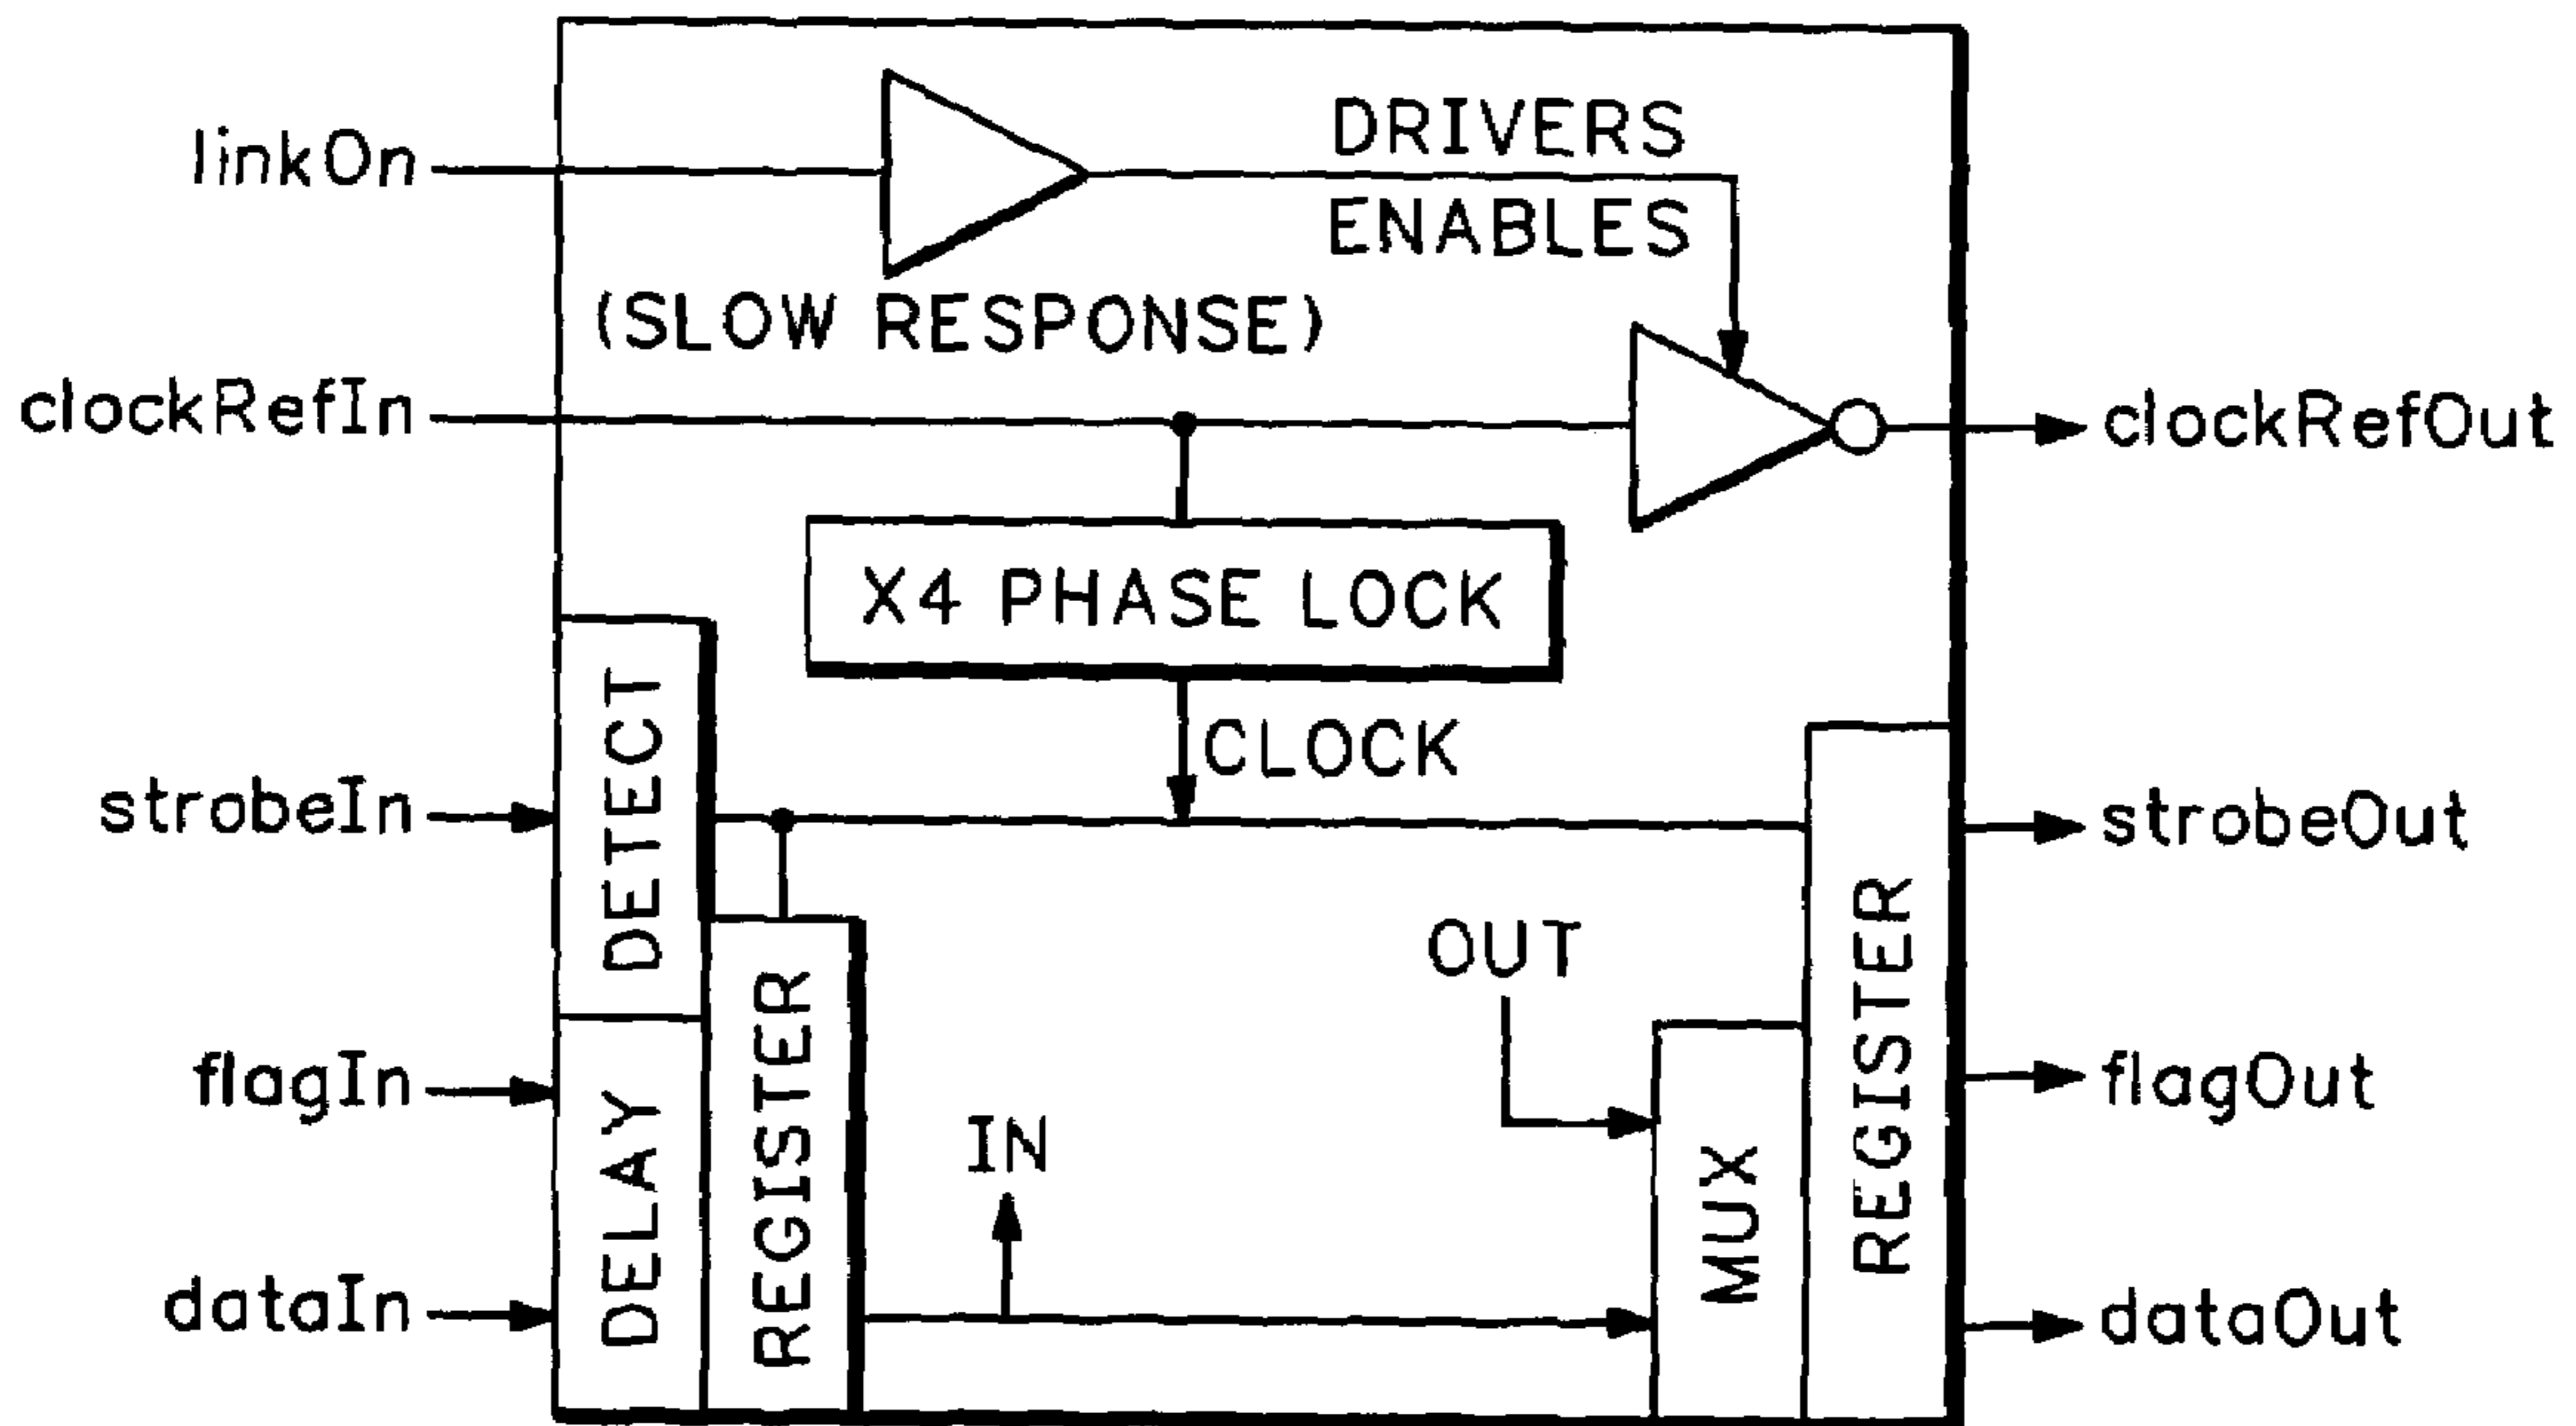 linkOn
DRIVERS
ENABLES
(SLOW RESPONSE)
clockRefIn
clockRefOut
X4 PHASE LOCK
CLOCK
DETECT
strobeIn
strobeOut
OUT
REGISTER
REGISTER
flagIn
flagOut
DELAY
IN
MUX
dataIn
dataOut